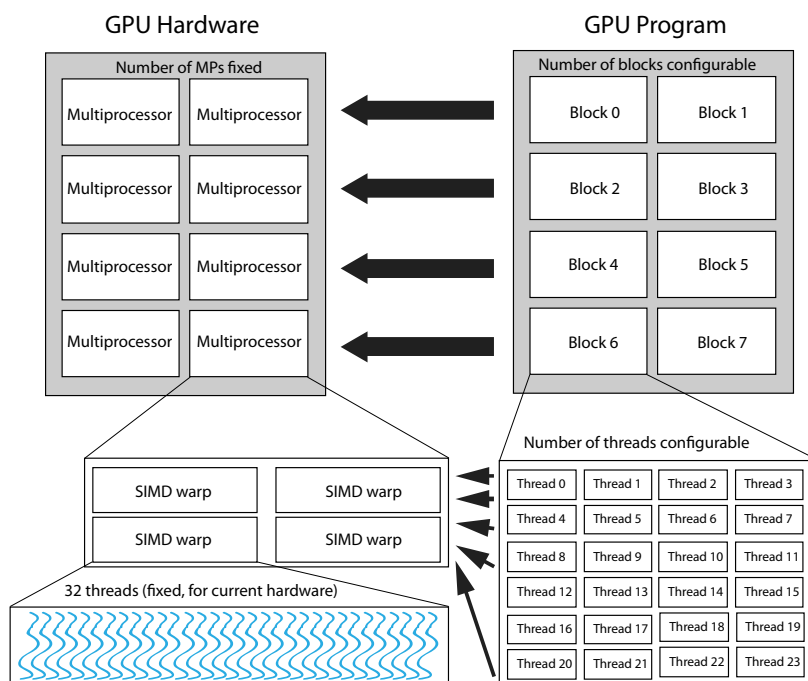 GPU Hardware
GPU Program
Number of MPs fixed
Number of blocks configurable
Multiprocessor
Multiprocessor
Block 0
Block 1
Multiprocessor
Multiprocessor
Block 2
Block 3
Multiprocessor
Multiprocessor
Block 4
Block 5
Multiprocessor
Multiprocessor
Block 6
Block 7
Number of threads configurable
SIMD warp
SIMD warp
SIMD warp
SIMD warp
32 threads (fixed, for current hardware)
Thread 0
Thread 1
Thread 2
Thread 3
Thread 4
Thread 5
Thread 6
Thread 7
Thread 8
Thread 9
Thread 10
Thread 11
Thread 12
Thread 13
Thread 14
Thread 15
Thread 16
Thread 17
Thread 18
Thread 19
Thread 20
Thread 21
Thread 22
Thread 23